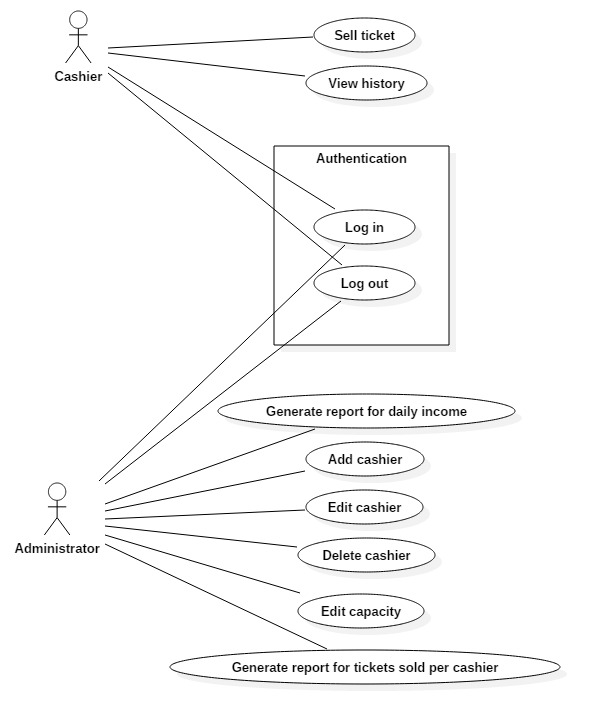 Sell ticket
Cashier
View history
Authentication
Log in
Log out
Generate report for daily income
Add cashier
Edit cashier
Administrator
Delete cashier
Edit capacity
Generate report for tickets sold per cashier